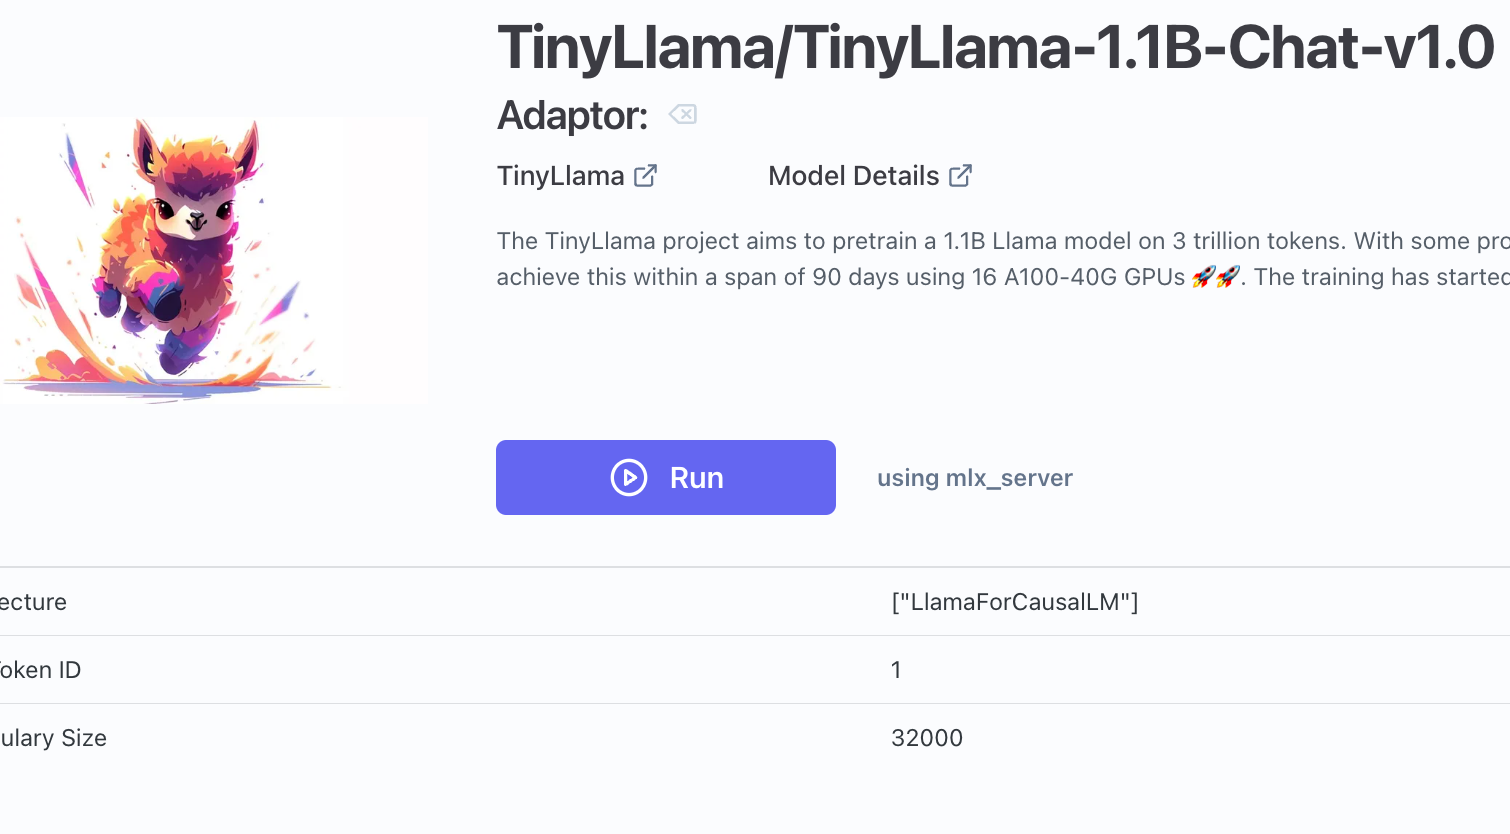 TinyLlama/TinyLlama-1.1B-Chat-v1.0
Adaptor:
TinyLlama Model Details
The TinyLlama project aims to pretrain a 1.1B Llama model on 3 trillion tokens. With some pro
achieve this within a span of 90 days using 16 A100-40G GPUs 🚀🚀. The training has started
Run using mlx_server
ecture ["LlamaForCausalLM"]
oken ID 1
ulary Size 32000